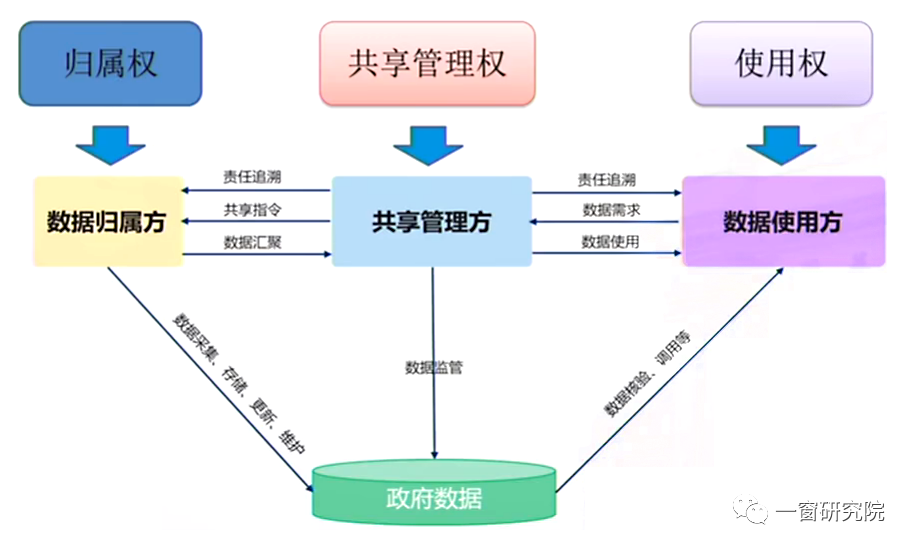 归属权
共享管理权
使用权
数据归属方
责任追溯
共享指令
数据汇聚
共享管理方
责任追溯
数据需求
数据使用
数据使用方
数据采集、存储、更新、维护
数据监管
数据核验、调用等
政府数据
一窗研究院